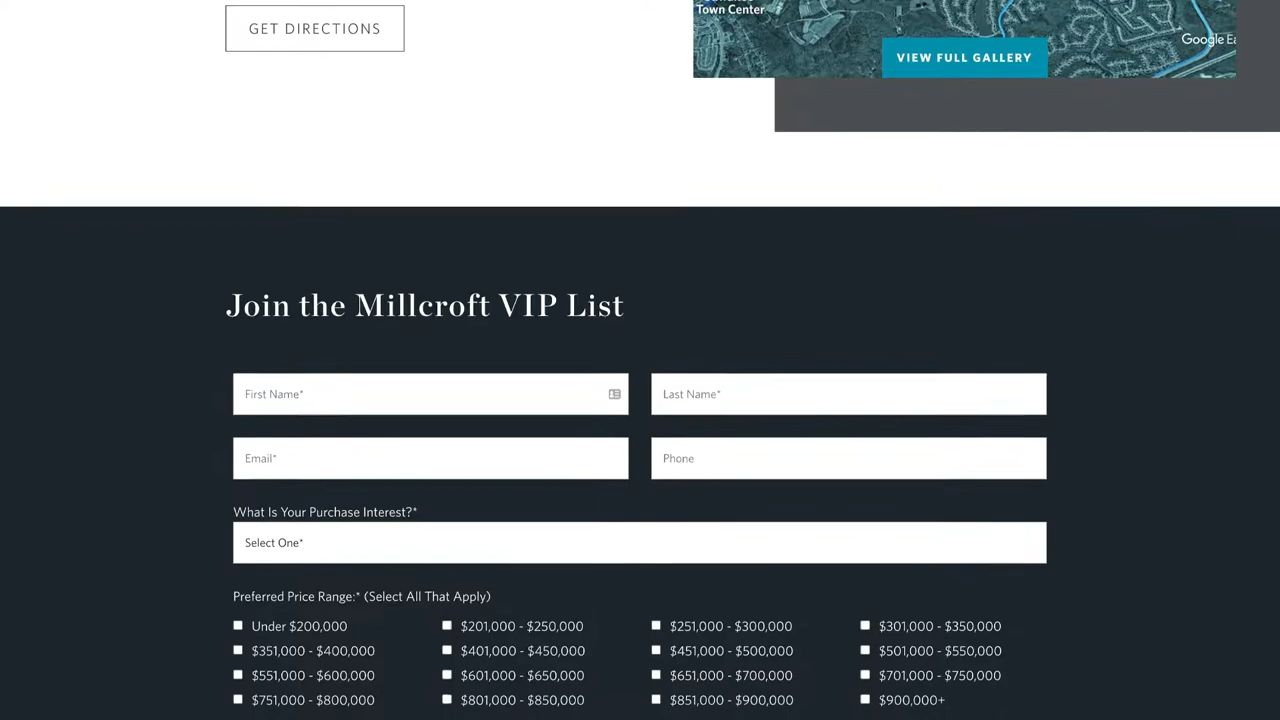 Town Center
GET DIRECTIONS
Google Ea
VIEW FULL GALLERY
Join the Millcroft VIP List
First Name*
Last Name*
Email*
Phone
What Is Your Purchase Interest?*
Select One*
Preferred Price Range:* (Select All That Apply)
Under $200,000
$201,000 - $250,000
$251,000 - $300,000
$301,000 - $350,000
$351,000 - $400,000
$401,000 - $450,000
$451,000 - $500,000
$501,000 - $550,000
$551,000 - $600,000
$601,000 - $650,000
$651,000 - $700,000
$701,000 - $750,000
$751,000 - $800,000
$801,000 - $850,000
$851,000 - $900,000
$900,000+